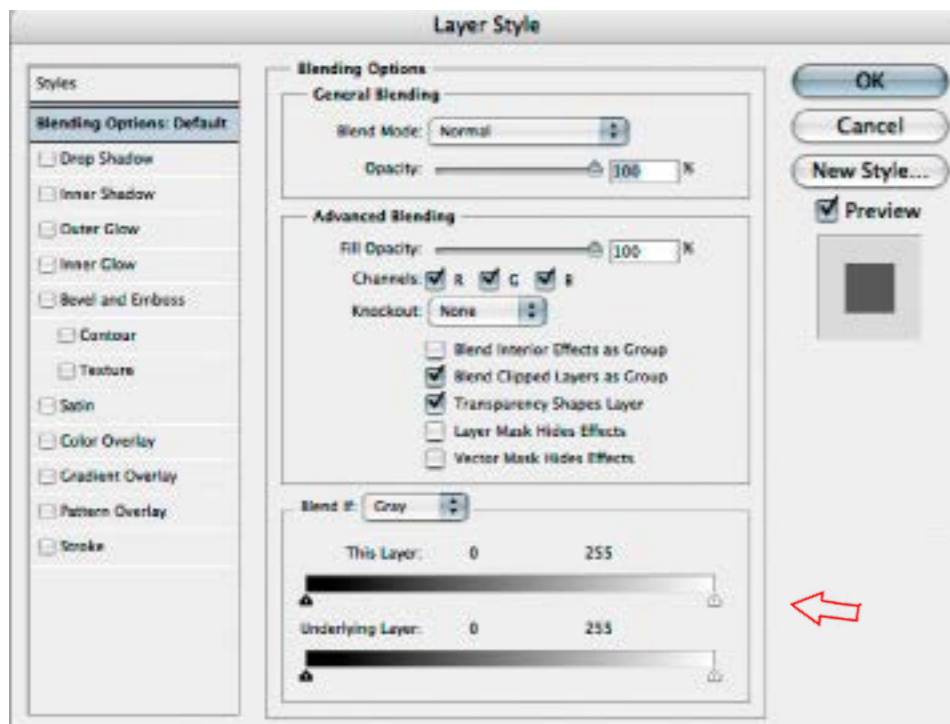 Layer Style
Styles
Blending Options: Default
Drop Shadow
Inner Shadow
Outer Glow
Inner Glow
Bevel and Emboss
Contour
Texture
Satin
Color Overlay
Gradient Overlay
Pattern Overlay
Stroke
Blending Options
General Blending
Blend Mode: Normal
Opacity: 100 %
Advanced Blending
Fill Opacity: 100 %
Channels: R G B
Knockout: None
Blend Interior Effects as Group
Blend Clipped Layers as Group
Transparency Shapes Layer
Layer Mask Hides Effects
Vector Mask Hides Effects
Blend If: Gray
This Layer: 0 255
Underlying Layer: 0 255
OK
Cancel
New Style...
Preview